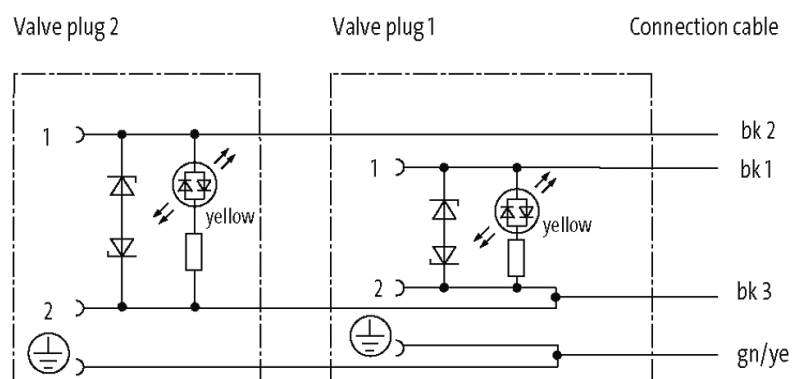 Valve plug 2
Valve plug 1
Connection cable
1
bk 2
1
bk 1
yellow
yellow
2
bk 3
2
gn/ye